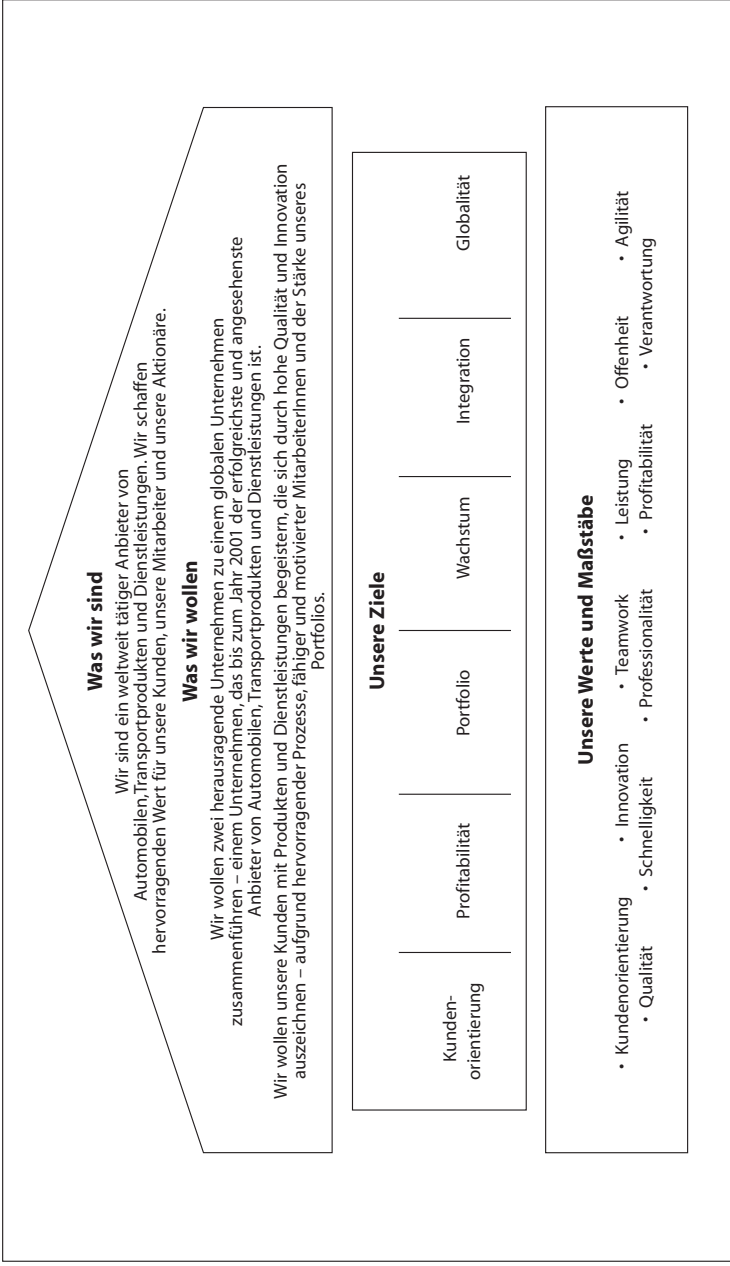 Was wir sind
Wir sind ein weltweit tätiger Anbieter von
Automobilen,Transportprodukten und Dienstleistungen. Wir schaffen
hervorragenden Wert für unsere Kunden, unsere Mitarbeiter und unsere Aktionäre.
Was wir wollen
Wir wollen zwei herausragende Unternehmen zu einem globalen Unternehmen
zusammenführen – einem Unternehmen, das bis zum Jahr 2001 der erfolgreichste und angesehenste
Anbieter von Automobilen, Transportprodukten und Dienstleistungen ist.
Wir wollen unsere Kunden mit Produkten und Dienstleistungen begeistern, die sich durch hohe Qualität und Innovation
auszeichnen – aufgrund hervorragender Prozesse, fähiger und motivierter MitarbeiterInnen und der Stärke unseres
Portfolios.
Unsere Ziele
Kunden-
orientierung
Profitabilität
Portfolio
Wachstum
Integration
Globalität
Unsere Werte und Maßstäbe
• Kundenorientierung • Innovation • Teamwork • Leistung • Offenheit • Agilität
• Qualität • Schnelligkeit • Professionalität • Profitabilität • Verantwortung